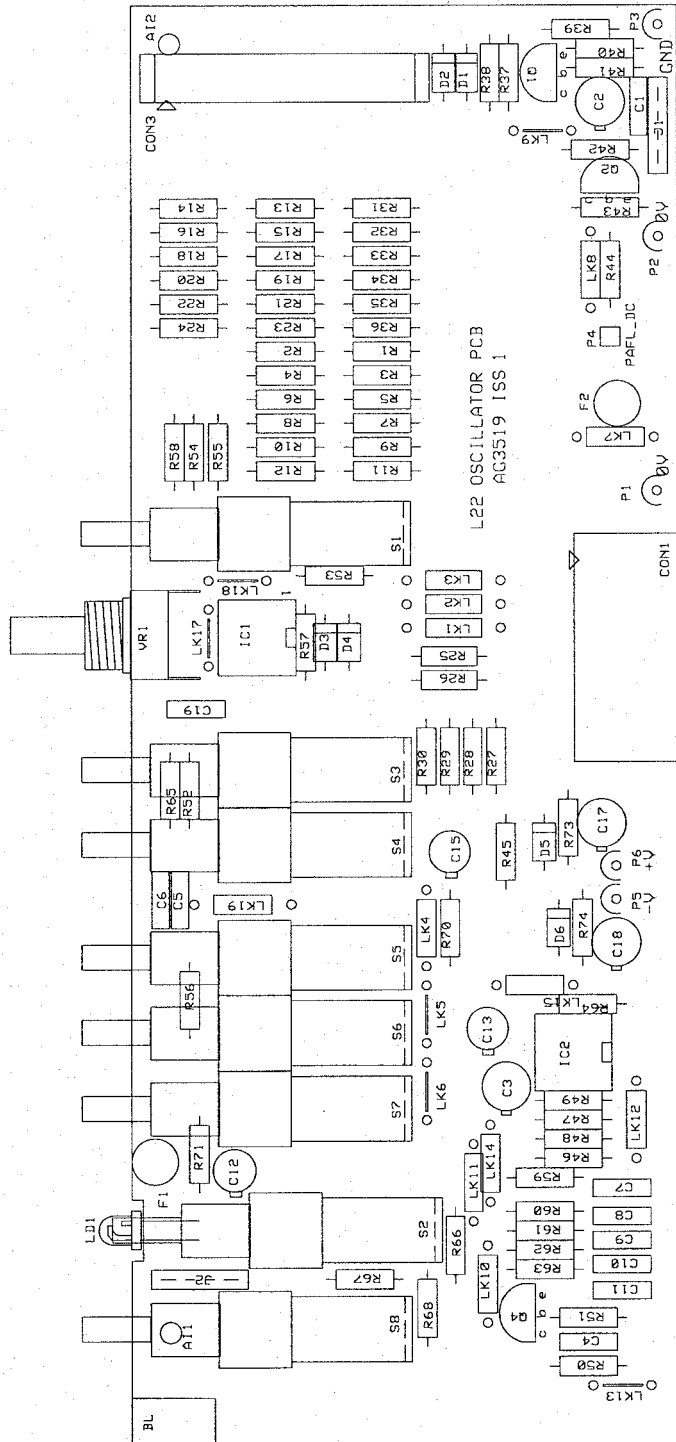 AI2
CON3
D2
D1
R38
R37
Q1
e
b
c
R39
P3
R40
R41
GND
C2
C1
J1
LK9
R42
Q2
c
b
e
R43
0V
P2
R14
R16
R18
R20
R22
R24
R13
R15
R17
R19
R21
R23
R2
R4
R6
R8
R10
R12
R31
R32
R33
R34
R35
R36
R1
R3
R5
R7
R9
R11
LK8
R44
P4
PAFL_DC
L22 OSCILLATOR PCB
AG3519 ISS 1
F2
LK7
P1
0V
R58
R54
R55
S1
LK18
R53
1
VR1
LK17
IC1
R57
D3
D4
LK3
LK2
LK1
R25
R26
CON1
C19
S3
R65
R52
R30
R29
R28
R27
S4
C15
R45
D5
R73
C17
P6
+V
P5
-V
C6
C5
LK19
S5
LK4
R70
D6
R74
C18
R56
S6
LK5
LK15
R64
C13
IC2
S7
LK6
C3
R49
R47
R48
R46
LK12
R71
C12
F1
LK11
LK14
R59
C7
LD1
S2
R66
R60
R61
R62
R63
C8
C9
C10
C11
J2
R67
R68
LK10
Q4
c
b
e
R51
C4
R50
LK13
S8
AI1
BL